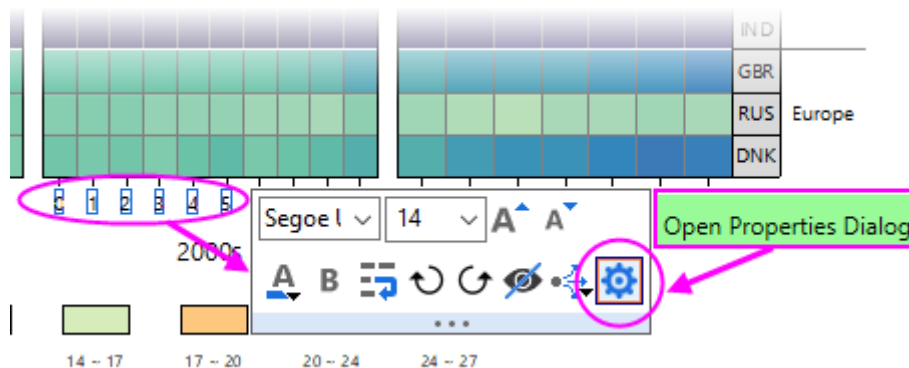 IND
GBR
RUS Europe
DNK
0 1 2 3 4 5
Segoe U 14 A A
Open Properties Dialog
2000s
A B
14 ~ 17 17 ~ 20 20 ~ 24 24 ~ 27